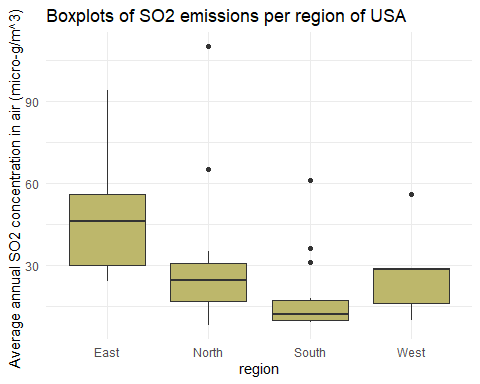 Boxplots of SO2 emissions per region of USA
Average annual SO2 concentration in air (micro-g/m^3)
90
60
30
East North South West
region